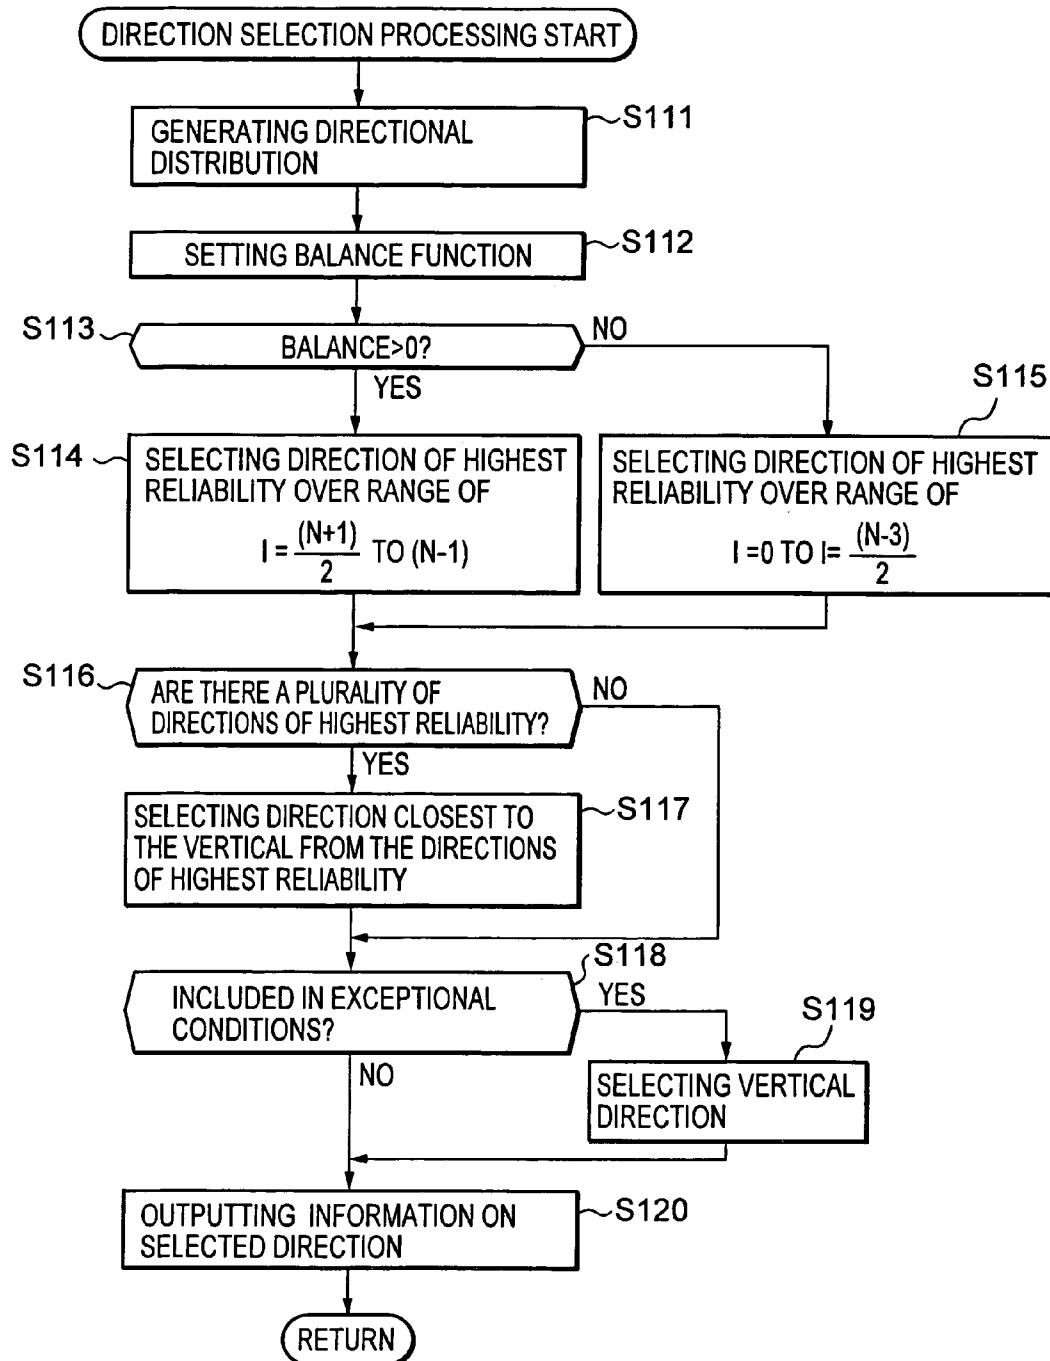 DIRECTION SELECTION PROCESSING START
S111
GENERATING DIRECTIONAL
DISTRIBUTION
S112
SETTING BALANCE FUNCTION
S113
BALANCE>0?
NO
YES
S114
SELECTING DIRECTION OF HIGHEST
RELIABILITY OVER RANGE OF
I = (N+1)/2 TO (N-1)
S115
SELECTING DIRECTION OF HIGHEST
RELIABILITY OVER RANGE OF
I =0 TO I= (N-3)/2
S116
ARE THERE A PLURALITY OF
DIRECTIONS OF HIGHEST RELIABILITY?
NO
YES
S117
SELECTING DIRECTION CLOSEST TO
THE VERTICAL FROM THE DIRECTIONS
OF HIGHEST RELIABILITY
S118
INCLUDED IN EXCEPTIONAL
CONDITIONS?
YES
NO
S119
SELECTING VERTICAL
DIRECTION
S120
OUTPUTTING INFORMATION ON
SELECTED DIRECTION
RETURN